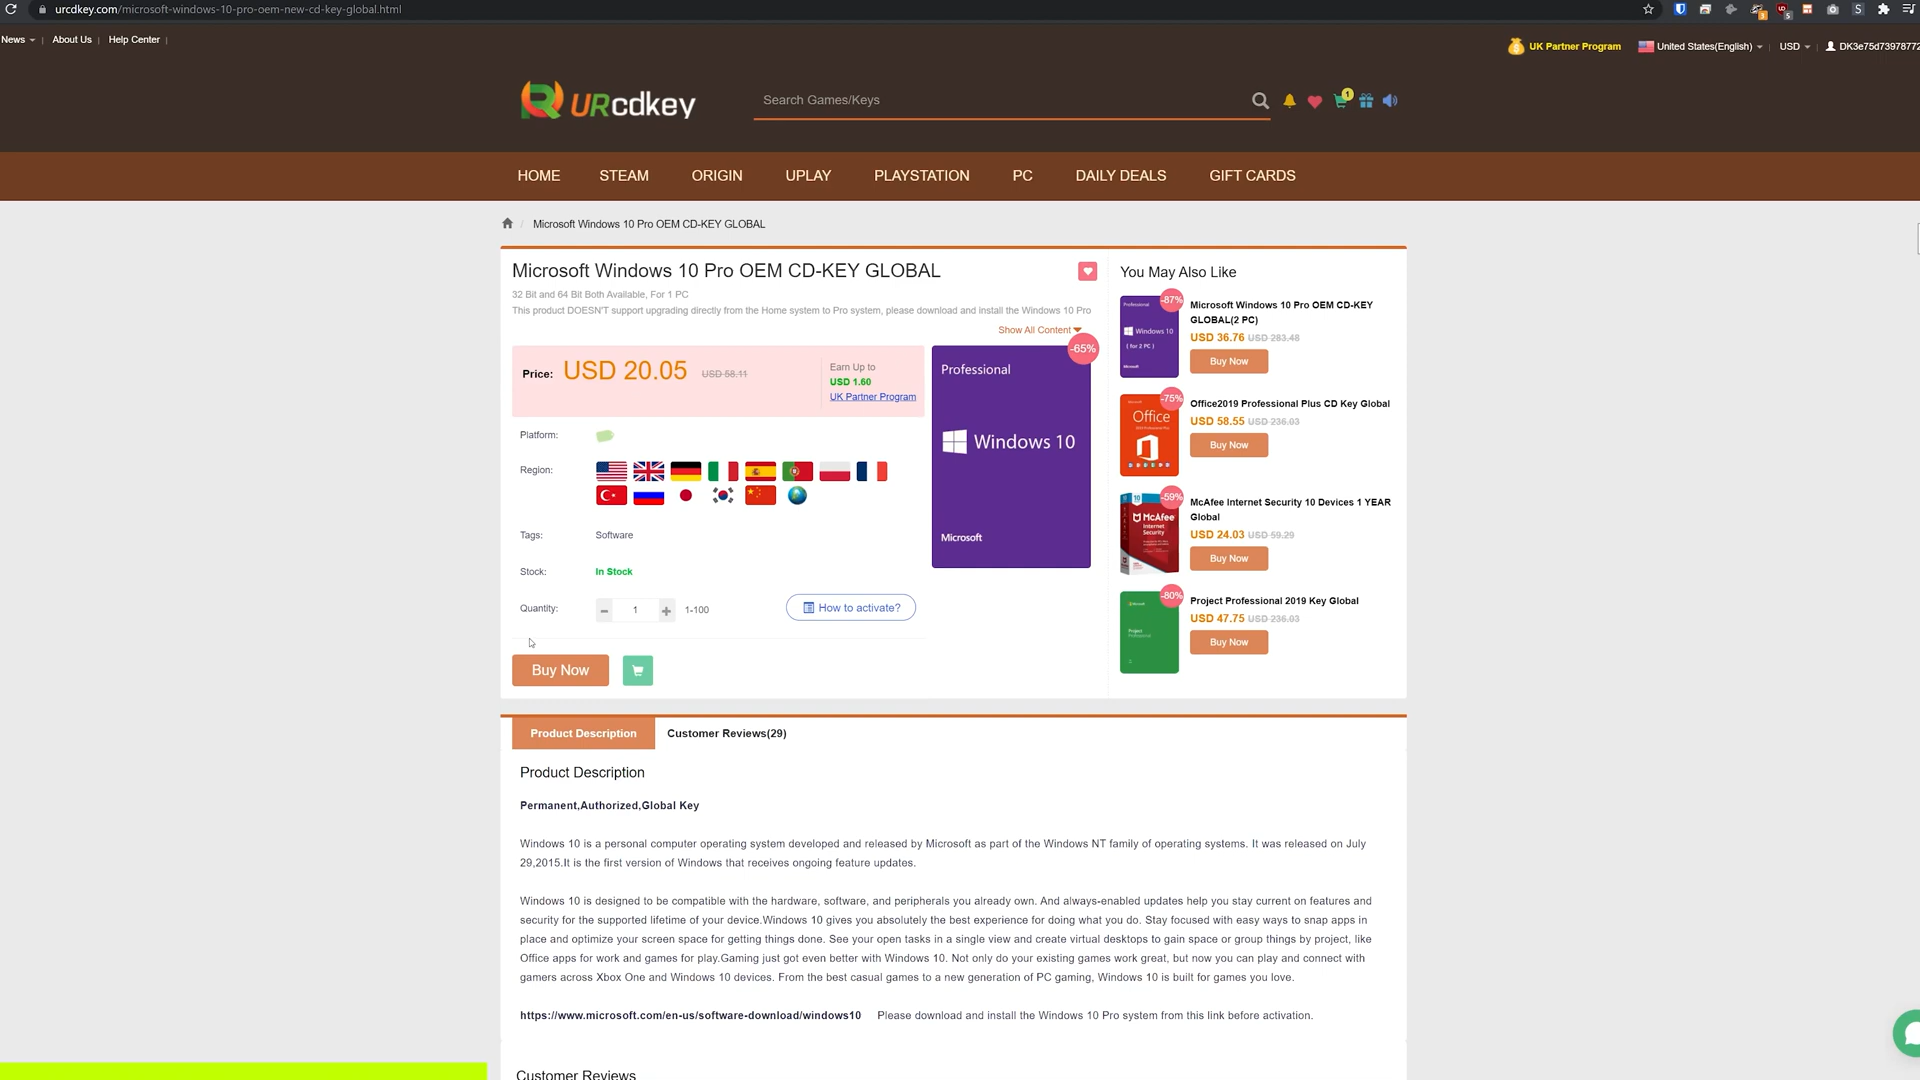 urcdkey.com/microsoft-windows-10-pro-oem-new-cd-key-global.html
News | About Us | Help Center |
UK Partner Program United States(English) | USD | DK3e75d73978772
URcdkey Search Games/Keys 1
HOME STEAM ORIGIN UPLAY PLAYSTATION PC DAILY DEALS GIFT CARDS
/ Microsoft Windows 10 Pro OEM CD-KEY GLOBAL
Microsoft Windows 10 Pro OEM CD-KEY GLOBAL
32 Bit and 64 Bit Both Available, For 1 PC
This product DOESN'T support upgrading directly from the Home system to Pro system, please download and install the Windows 10 Pro
Show All Content
Price: USD 20.05 USD 58.11
Earn Up to
USD 1.60
UK Partner Program
-65%
Professional
Windows 10
Microsoft
Platform:
Region:
Tags: Software
Stock: In Stock
Quantity: - 1 + 1-100
How to activate?
Buy Now
You May Also Like
-87%
Professional
Windows 10
( for 2 PC )
Microsoft
Microsoft Windows 10 Pro OEM CD-KEY
GLOBAL(2 PC)
USD 36.76 USD 283.48
Buy Now
-75%
Office
Office2019 Professional Plus CD Key Global
USD 58.55 USD 236.03
Buy Now
-59%
10
McAfee
Internet
Security
McAfee Internet Security 10 Devices 1 YEAR
Global
USD 24.03 USD 59.29
Buy Now
-80%
Project
Professional
Project Professional 2019 Key Global
USD 47.75 USD 236.03
Buy Now
Product Description Customer Reviews(29)
Product Description
Permanent,Authorized,Global Key
Windows 10 is a personal computer operating system developed and released by Microsoft as part of the Windows NT family of operating systems. It was released on July
29,2015.It is the first version of Windows that receives ongoing feature updates.
Windows 10 is designed to be compatible with the hardware, software, and peripherals you already own. And always-enabled updates help you stay current on features and
security for the supported lifetime of your device.Windows 10 gives you absolutely the best experience for doing what you do. Stay focused with easy ways to snap apps in
place and optimize your screen space for getting things done. See your open tasks in a single view and create virtual desktops to gain space or group things by project, like
Office apps for work and games for play.Gaming just got even better with Windows 10. Not only do your existing games work great, but now you can play and connect with
gamers across Xbox One and Windows 10 devices. From the best casual games to a new generation of PC gaming, Windows 10 is built for games you love.
https://www.microsoft.com/en-us/software-download/windows10 Please download and install the Windows 10 Pro system from this link before activation.
Customer Reviews